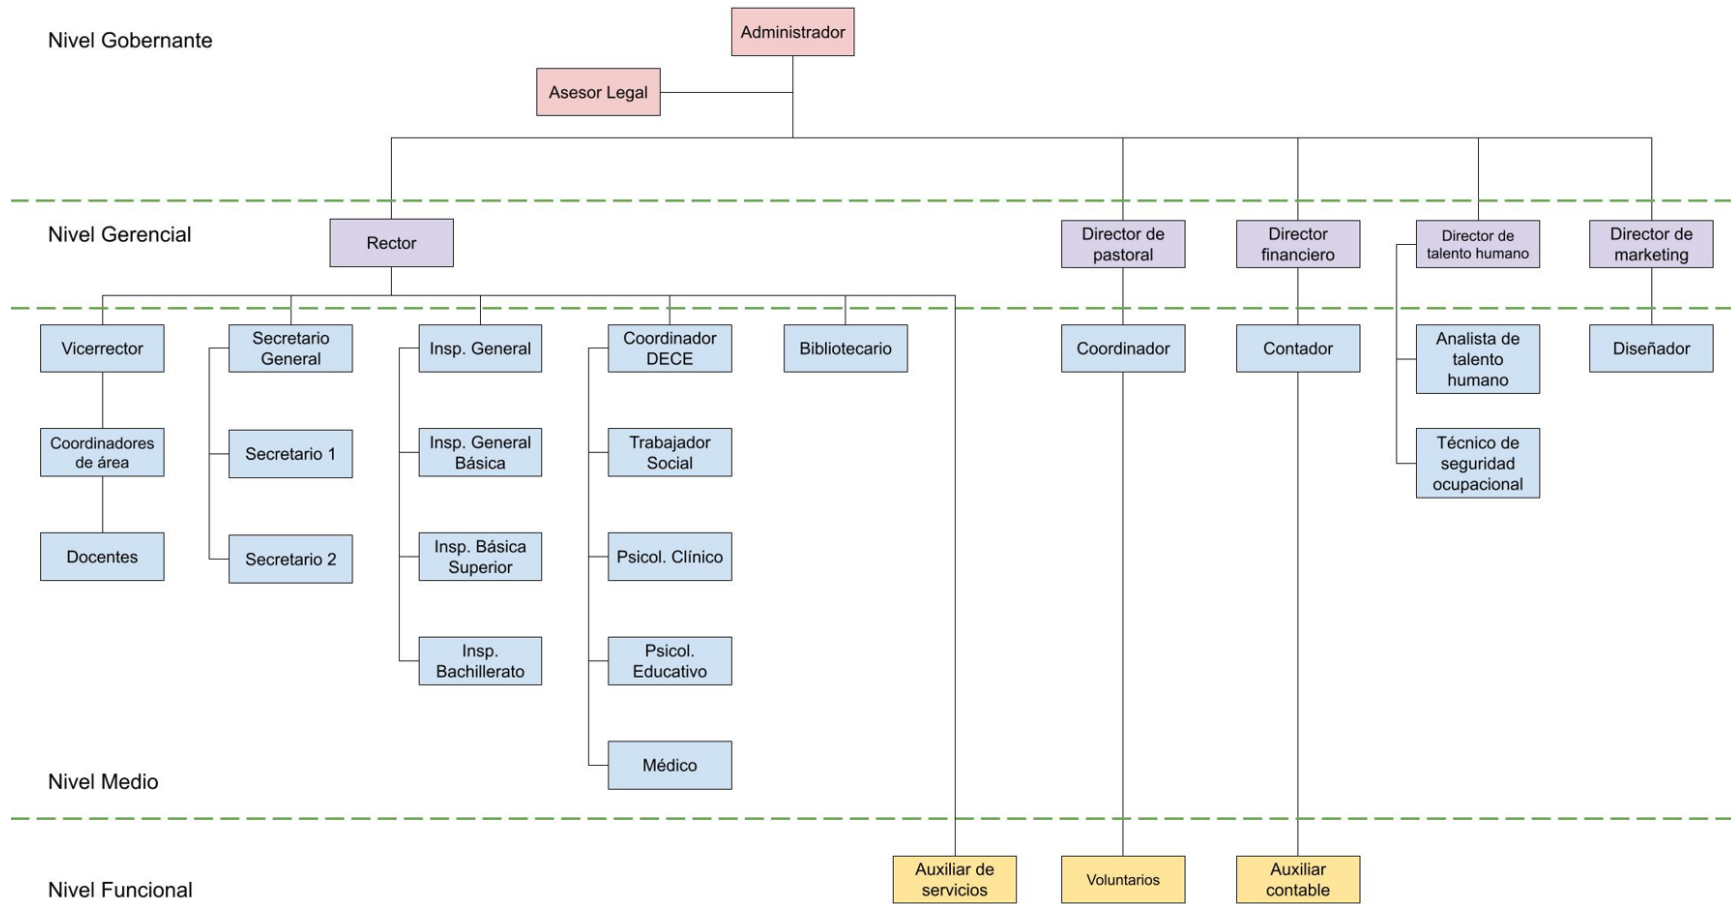 Nivel Gobernante
Administrador
Asesor Legal
Nivel Gerencial
Rector
Director de
pastoral
Director
financiero
Director de
talento humano
Director de
marketing
Vicerrector
Secretario
General
Insp. General
Coordinador
DECE
Bibliotecario
Coordinador
Contador
Analista de
talento
humano
Diseñador
Coordinadores
de área
Secretario 1
Insp. General
Básica
Trabajador
Social
Técnico de
seguridad
ocupacional
Docentes
Secretario 2
Insp. Básica
Superior
Psicol. Clínico
Insp.
Bachillerato
Psicol.
Educativo
Médico
Nivel Medio
Auxiliar de
servicios
Voluntarios
Auxiliar
contable
Nivel Funcional